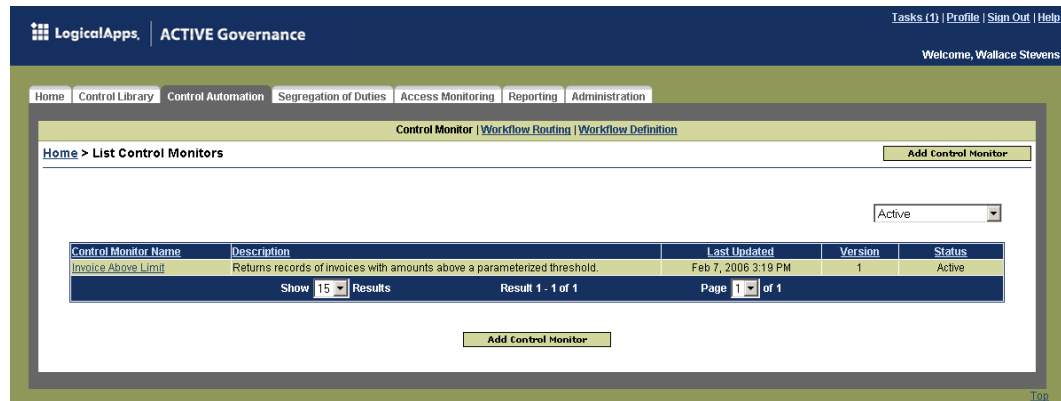 Tasks (1) | Profile | Sign Out | Help
LogicalApps. | ACTIVE Governance
Welcome, Wallace Stevens
Home Control Library Control Automation Segregation of Duties Access Monitoring Reporting Administration
Control Monitor | Workflow Routing | Workflow Definition
Home > List Control Monitors Add Control Monitor
Active
Control Monitor Name Description Last Updated Version Status
Invoice Above Limit Returns records of invoices with amounts above a parameterized threshold. Feb 7, 2006 3:19 PM 1 Active
Show 15 Results Result 1 - 1 of 1 Page 1 of 1
Add Control Monitor
Top